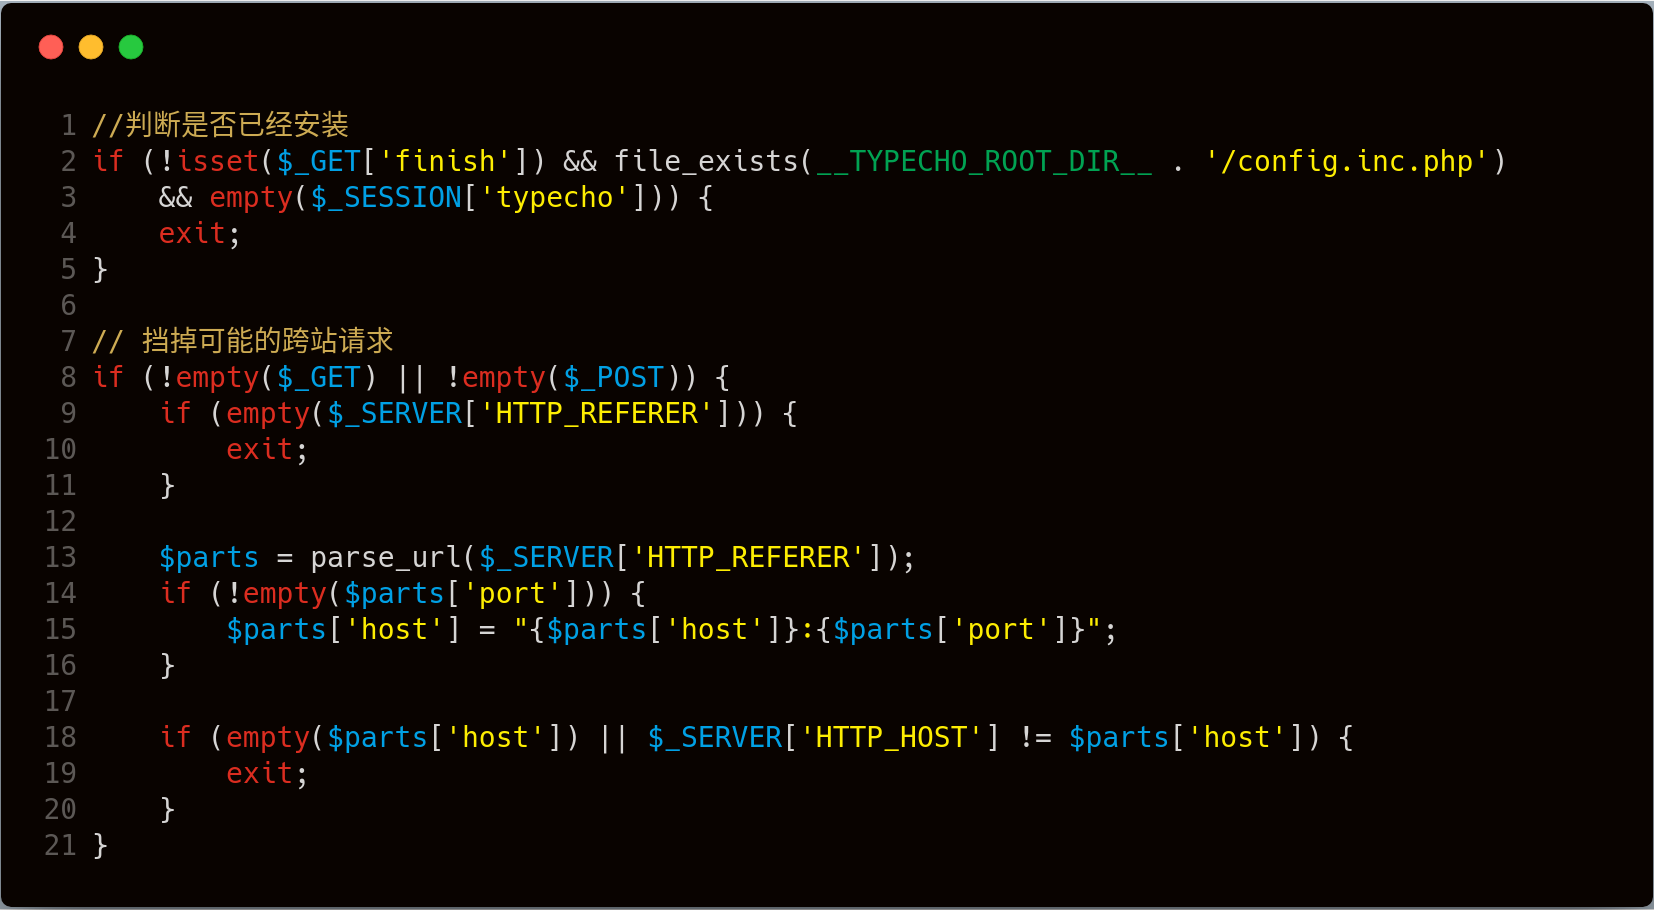 1 //判断是否已经安装
2 if (!isset($_GET['finish']) && file_exists(__TYPECHO_ROOT_DIR__ . '/config.inc.php')
3     && empty($_SESSION['typecho'])) {
4     exit;
5 }
6
7 // 挡掉可能的跨站请求
8 if (!empty($_GET) || !empty($_POST)) {
9     if (empty($_SERVER['HTTP_REFERER'])) {
10         exit;
11     }
12
13     $parts = parse_url($_SERVER['HTTP_REFERER']);
14     if (!empty($parts['port'])) {
15         $parts['host'] = "{$parts['host']}:{$parts['port']}";
16     }
17
18     if (empty($parts['host']) || $_SERVER['HTTP_HOST'] != $parts['host']) {
19         exit;
20     }
21 }